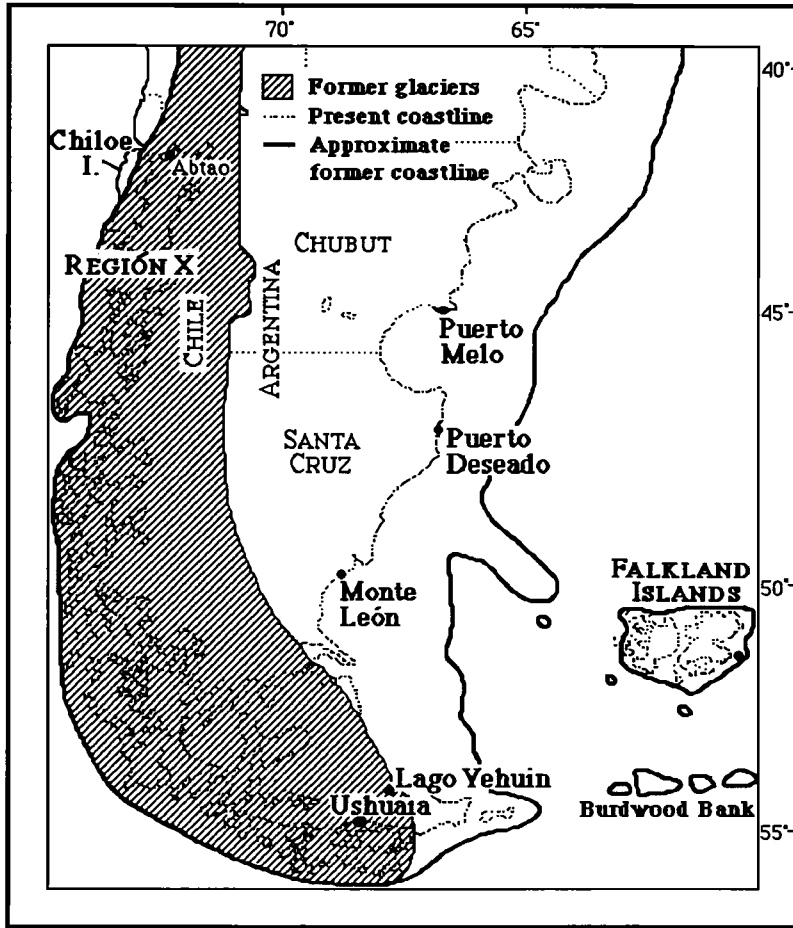 70°
65°
40°
Former glaciers
Present coastline
Approximate
former coastline
Chiloe
I.
Abtao
CHUBUT
REGIÓN X
CHILE
ARGENTINA
45°
Puerto
Melo
SANTA
CRUZ
Puerto
Deseado
50°
FALKLAND
ISLANDS
Monte
León
Lago Yehuin
Ushuaia
Burdwood Bank
55°